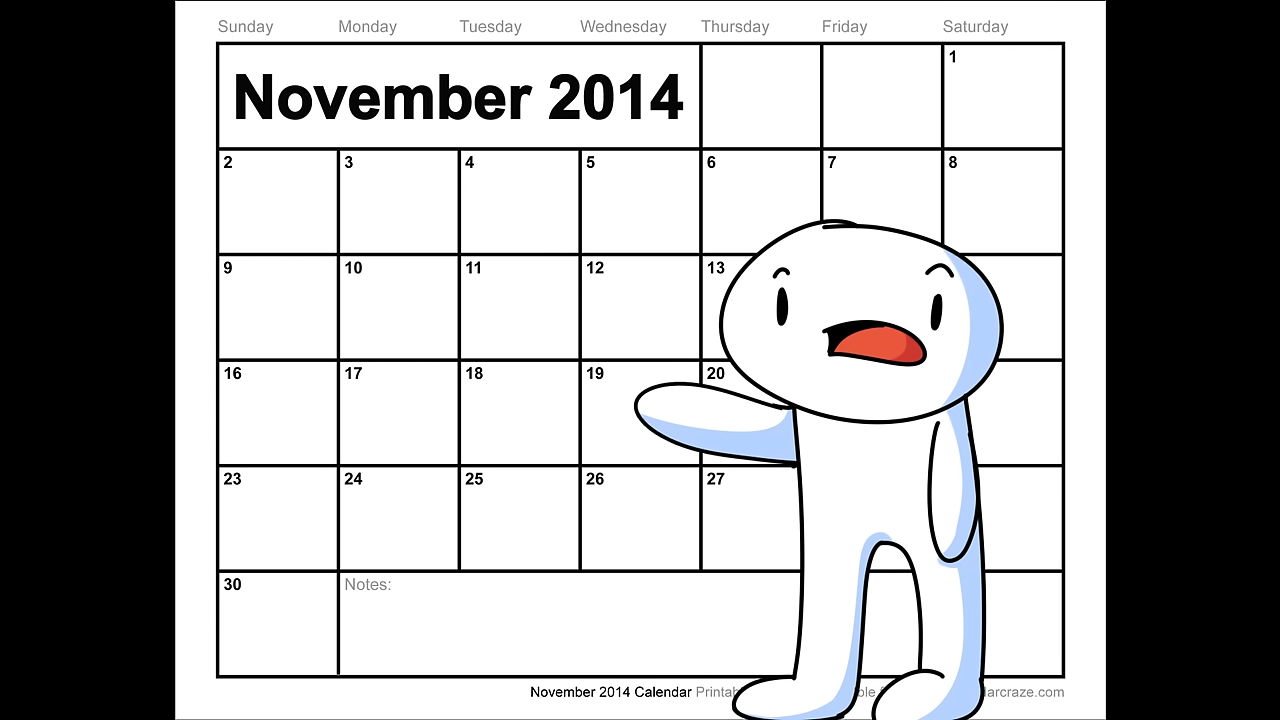 Sunday Monday Tuesday Wednesday Thursday Friday Saturday
November 2014 1
2 3 4 5 6 7 8
9 10 11 12 13
16 17 18 19 20
23 24 25 26 27
30 Notes:
November 2014 Calendar